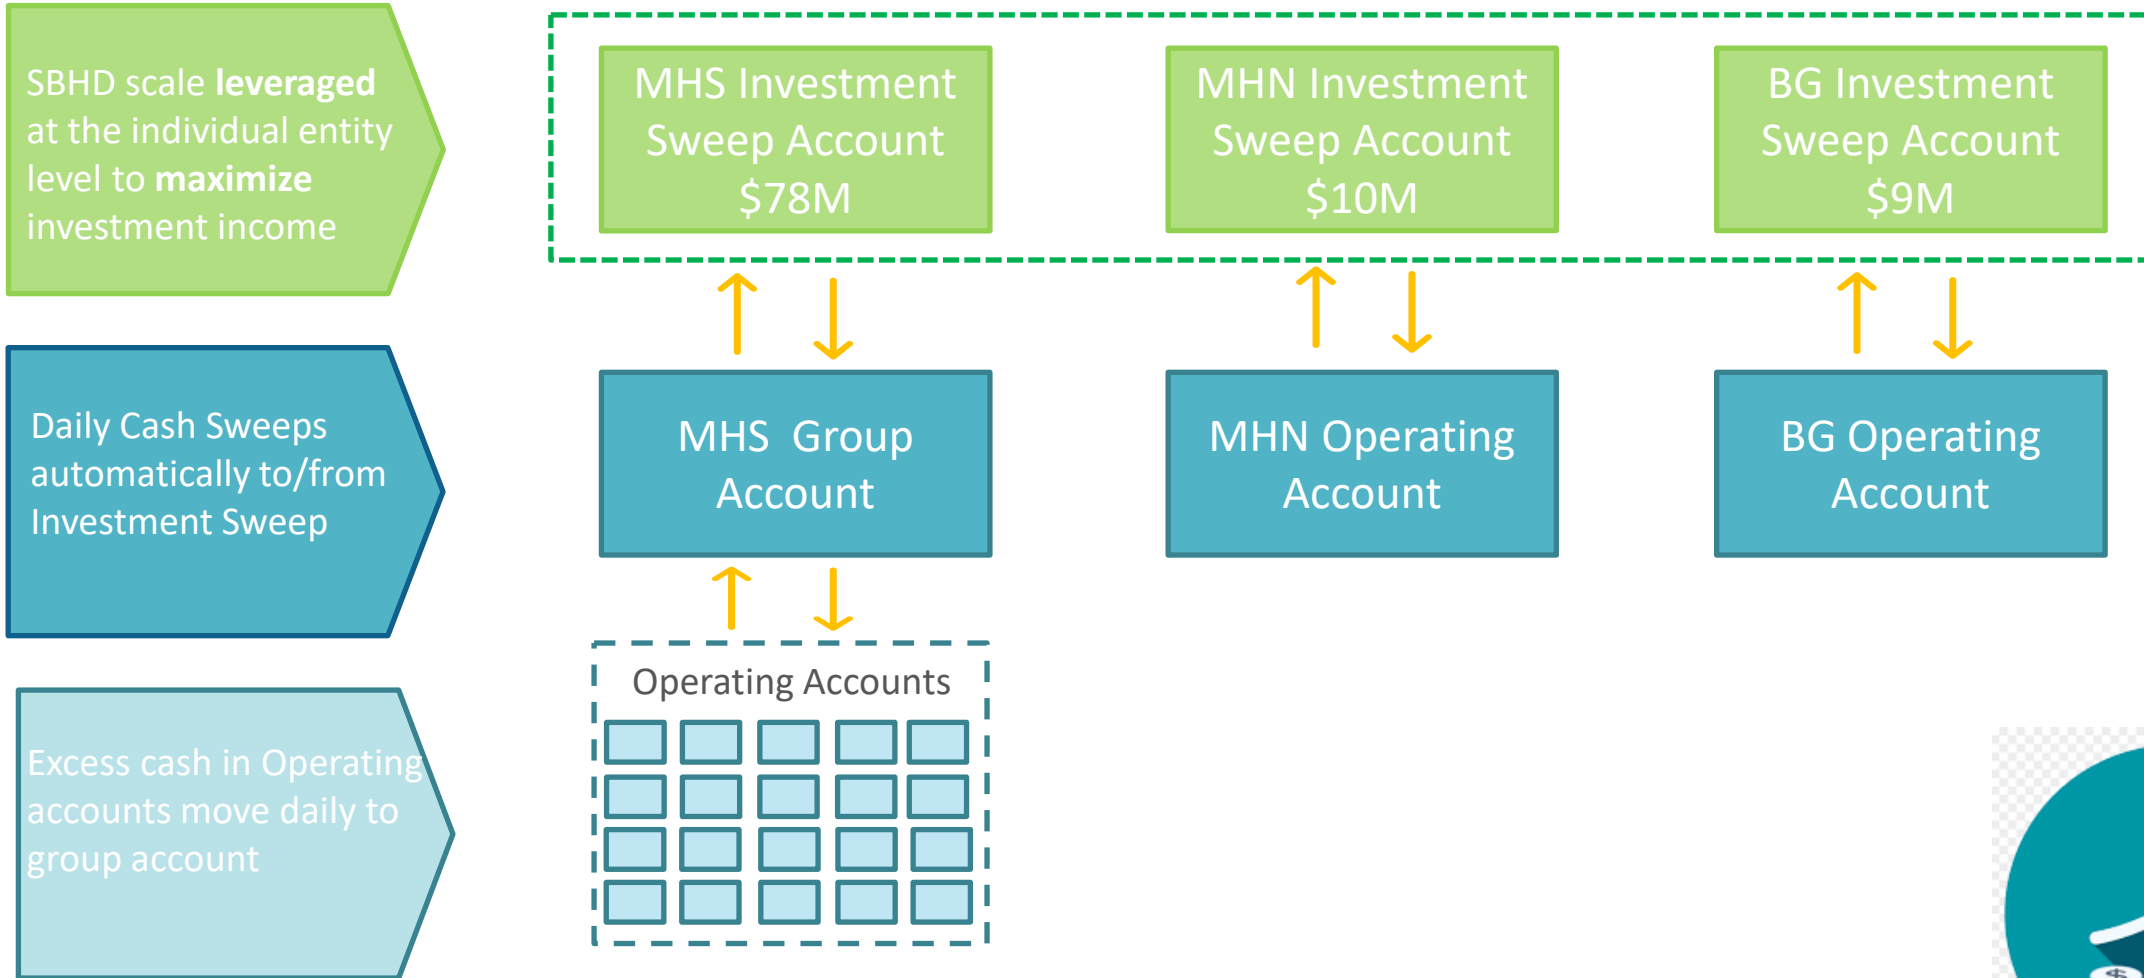 SBHD scale leveraged
at the individual entity
level to maximize
investment income
MHS Investment
Sweep Account
$78M
MHN Investment
Sweep Account
$10M
BG Investment
Sweep Account
$9M
Daily Cash Sweeps
automatically to/from
Investment Sweep
MHS Group
Account
MHN Operating
Account
BG Operating
Account
Excess cash in Operating
accounts move daily to
group account
Operating Accounts
$